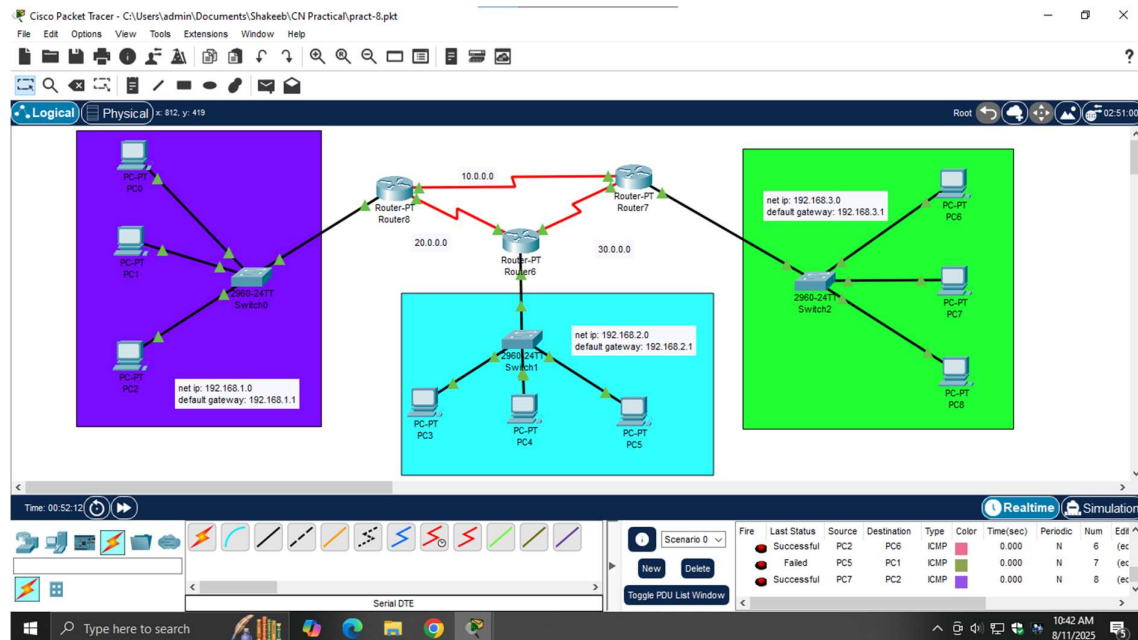 Cisco Packet Tracer - C:\Users\admin\Documents\Shakeeb\CN Practical\pract-8.pkt
File Edit Options View Tools Extensions Window Help
?
Logical Physical x: 812, y: 419 Root 02:51:00
PC-PT
PC0
PC-PT
PC1
PC-PT
PC2
2960-24TT
Switch0
net ip: 192.168.1.0
default gateway: 192.168.1.1
Router-PT
Router8
10.0.0.0
Router-PT
Router7
20.0.0.0
Router-PT
Router6
30.0.0.0
2960-24TT
Switch1
net ip: 192.168.2.0
default gateway: 192.168.2.1
PC-PT
PC3
PC-PT
PC4
PC-PT
PC5
net ip: 192.168.3.0
default gateway: 192.168.3.1
2960-24TT
Switch2
PC-PT
PC6
PC-PT
PC7
PC-PT
PC8
Time: 00:52:12 Realtime Simulation
Scenario 0
New Delete
Toggle PDU List Window
Serial DTE
Fire Last Status Source Destination Type Color Time(sec) Periodic Num Edit
Successful PC2 PC6 ICMP 0.000 N 6 (ec
Failed PC5 PC1 ICMP 0.000 N 7 (ec
Successful PC7 PC2 ICMP 0.000 N 8 (ec
Type here to search
10:42 AM
8/11/2025